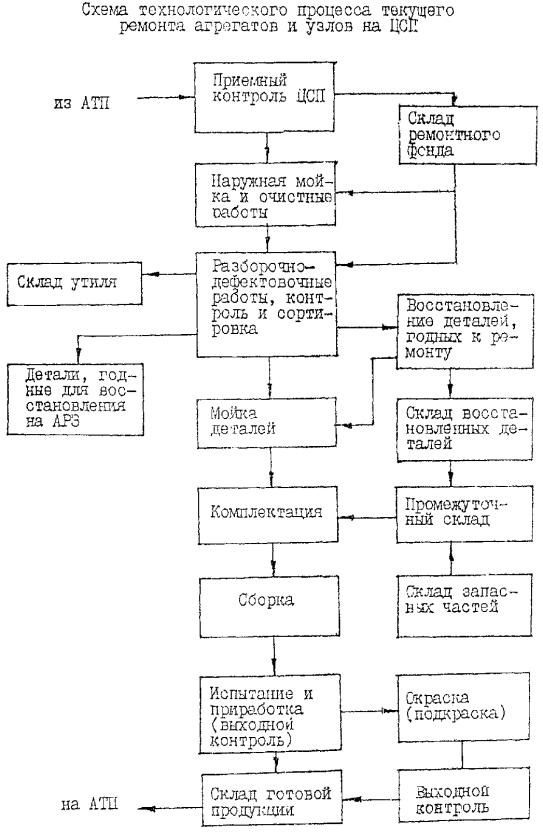 Схема технологического процесса текущего
ремонта агрегатов и узлов на ЦСП
из АТП
Приемный
контроль ЦСП
Склад
ремонтного
фонда
Наружная мой-
ка и очистные
работы
Склад утиля
Разборочно-
дефектовочные
работы, конт-
роль и сорти-
ровка
Восстановле-
ние деталей,
годных к ре-
монту
Детали, год-
ные для вос-
становления
на АРЗ
Мойка
деталей
Склад восста-
новленных де-
талей
Комплектация
Промежуточ-
ный склад
Сборка
Склад запас-
ных частей
Испытание и
приработка
(выходной
контроль)
Окраска
(подкраска)
на АТП
Склад готовой
продукции
Выходной
контроль